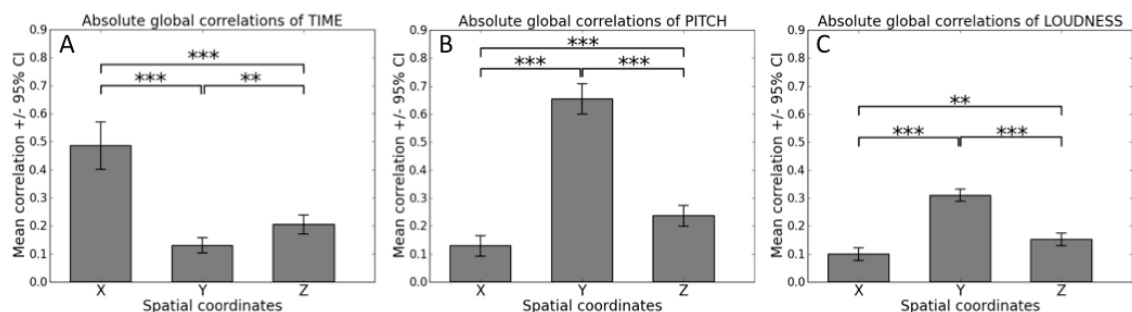 Absolute global correlations of TIME
A
Mean correlation +/- 95% CI
0.9
0.8
0.7
0.6
0.5
0.4
0.3
0.2
0.1
0.0
***
*** **
X Y Z
Spatial coordinates
Absolute global correlations of PITCH
B
Mean correlation +/- 95% CI
0.9
0.8
0.7
0.6
0.5
0.4
0.3
0.2
0.1
0.0
***
*** ***
X Y Z
Spatial coordinates
Absolute global correlations of LOUDNESS
C
Mean correlation +/- 95% CI
0.9
0.8
0.7
0.6
0.5
0.4
0.3
0.2
0.1
0.0
**
*** ***
X Y Z
Spatial coordinates